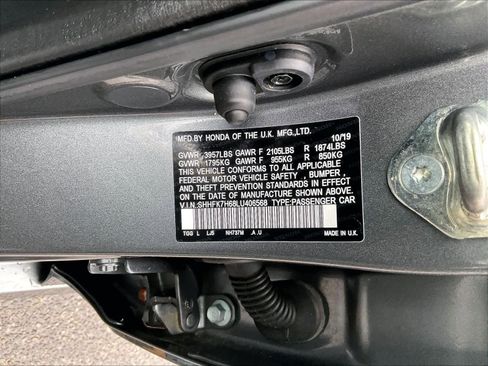 MFD.BY HONDA OF THE U.K.MFG.,LTD. 10/19
GVWR 3957LBS GAWR F 2105LBS R 1874LBS
GVWR 1795KG GAWR F 955KG R 850KG
THIS VEHICLE CONFORMS TO ALL APPLICABLE
FEDERAL MOTOR VEHICLE SAFETY , BUMPER ,
AND THEFT PREVENTION STANDARDS IN EFFECT
ON THE DATE OF MANUFACTURE SHOWN ABOVE.
V.I.N:SHHFK7H68LU406568 TYPE:PASSENGER CAR
TGG L LJ5 NH737M .A .U MADE IN UK